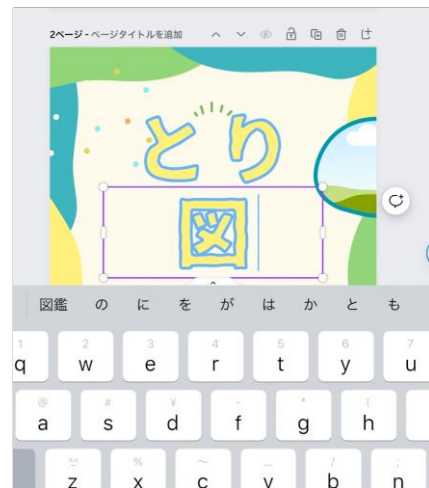 2ページ - ページタイトルを追加
とり
図
図鑑 の に を が は か と も
1 2 3 4 5 6 7
q w e r t y u
@ # ¥ - * (
a s d f g h
^^ % ~ … / ;
z x c v b n